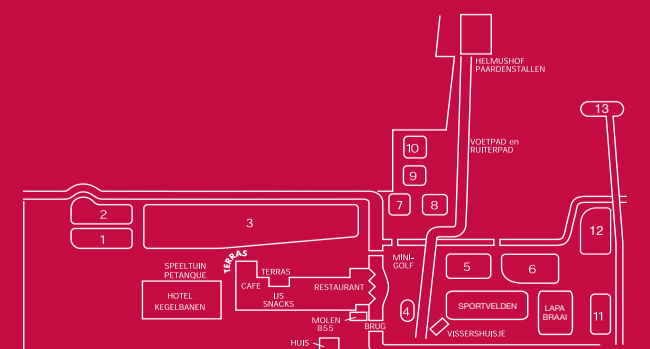 HELMUSHOF
PAARDENSTALLEN
13
VOETPAD en
RUITERPAD
10
9
7
8
2
3
1
12
TERRAS
MINI-
GOLF
5
6
SPEELTUIN
PETANQUE
TERRAS
HOTEL
KEGELBANEN
CAFE
IJS
SNACKS
RESTAURANT
4
SPORTVELDEN
LAPA
BRAAI
11
MOLEN
855
BRUG
VISSERSHUISJE
HUIS